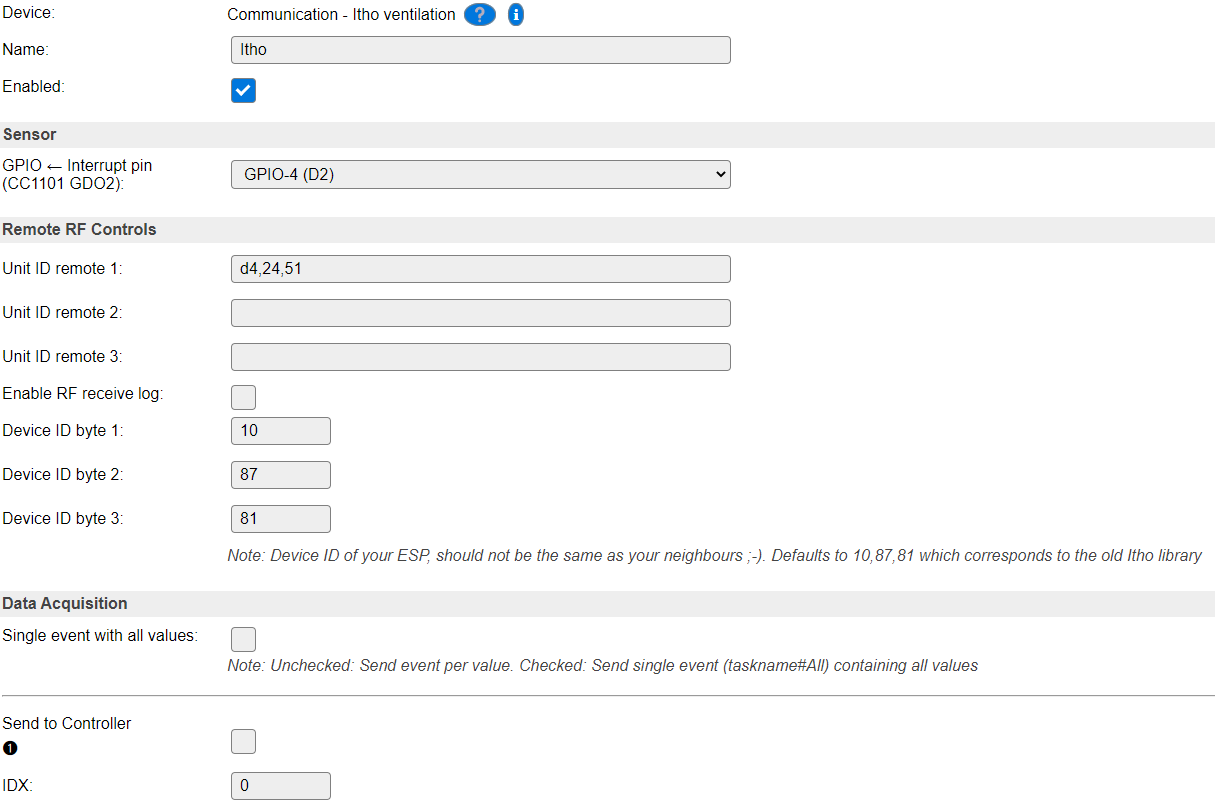 Device: Communication - Itho ventilation ? i
Name: Itho
Enabled:
Sensor
GPIO ← Interrupt pin
(CC1101 GDO2): GPIO-4 (D2)
Remote RF Controls
Unit ID remote 1: d4,24,51
Unit ID remote 2:
Unit ID remote 3:
Enable RF receive log:
Device ID byte 1: 10
Device ID byte 2: 87
Device ID byte 3: 81
Note: Device ID of your ESP, should not be the same as your neighbours ;-). Defaults to 10,87,81 which corresponds to the old Itho library
Data Acquisition
Single event with all values:
Note: Unchecked: Send event per value. Checked: Send single event (taskname#All) containing all values
Send to Controller
❶
IDX: 0